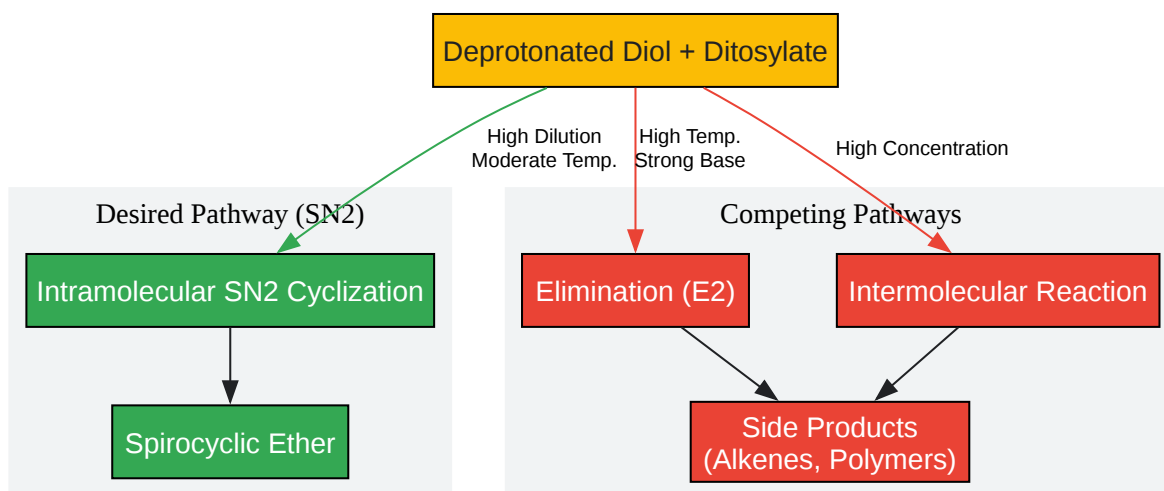 Deprotonated Diol + Ditosylate
High Dilution
Moderate Temp.
High Temp.
Strong Base
High Concentration
Desired Pathway (SN2)
Competing Pathways
Intramolecular SN2 Cyclization
Elimination (E2)
Intermolecular Reaction
Spirocyclic Ether
Side Products
(Alkenes, Polymers)